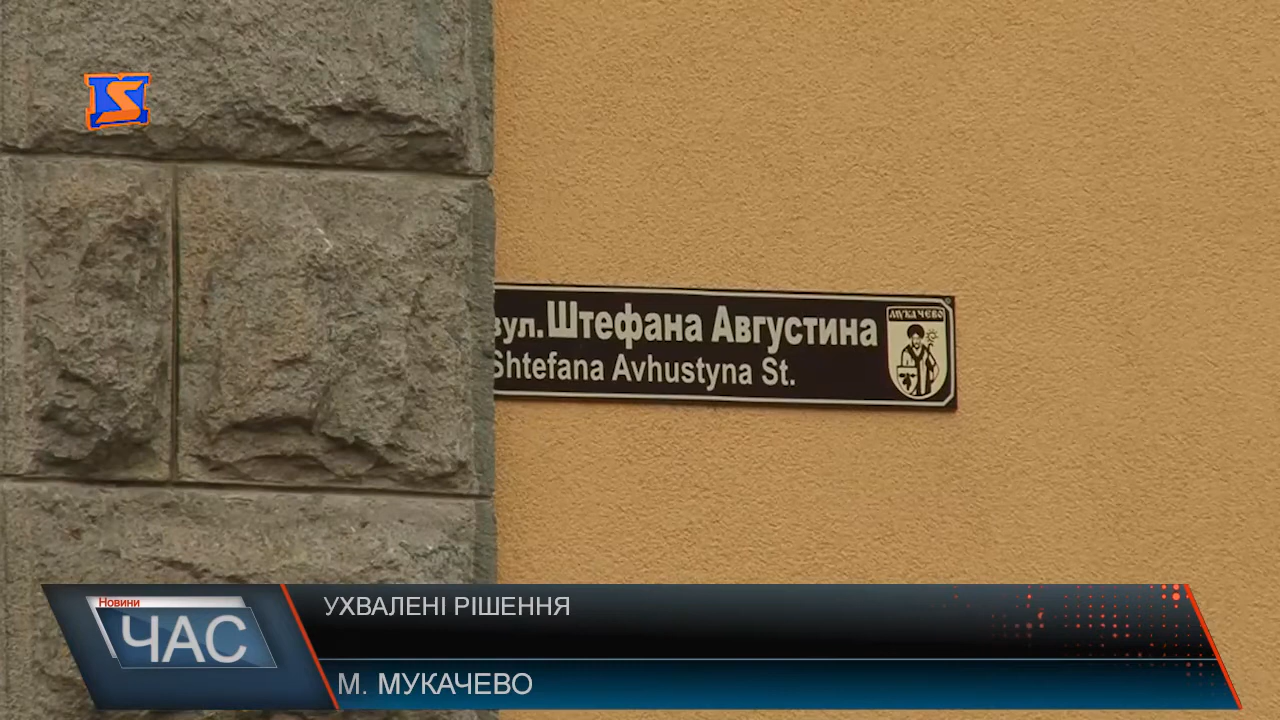 вул. Штефана Августина
Shtefana Avhustyna St.
МУКАЧЕВО
Новини
ЧАС
УХВАЛЕНІ РІШЕННЯ
М. МУКАЧЕВО